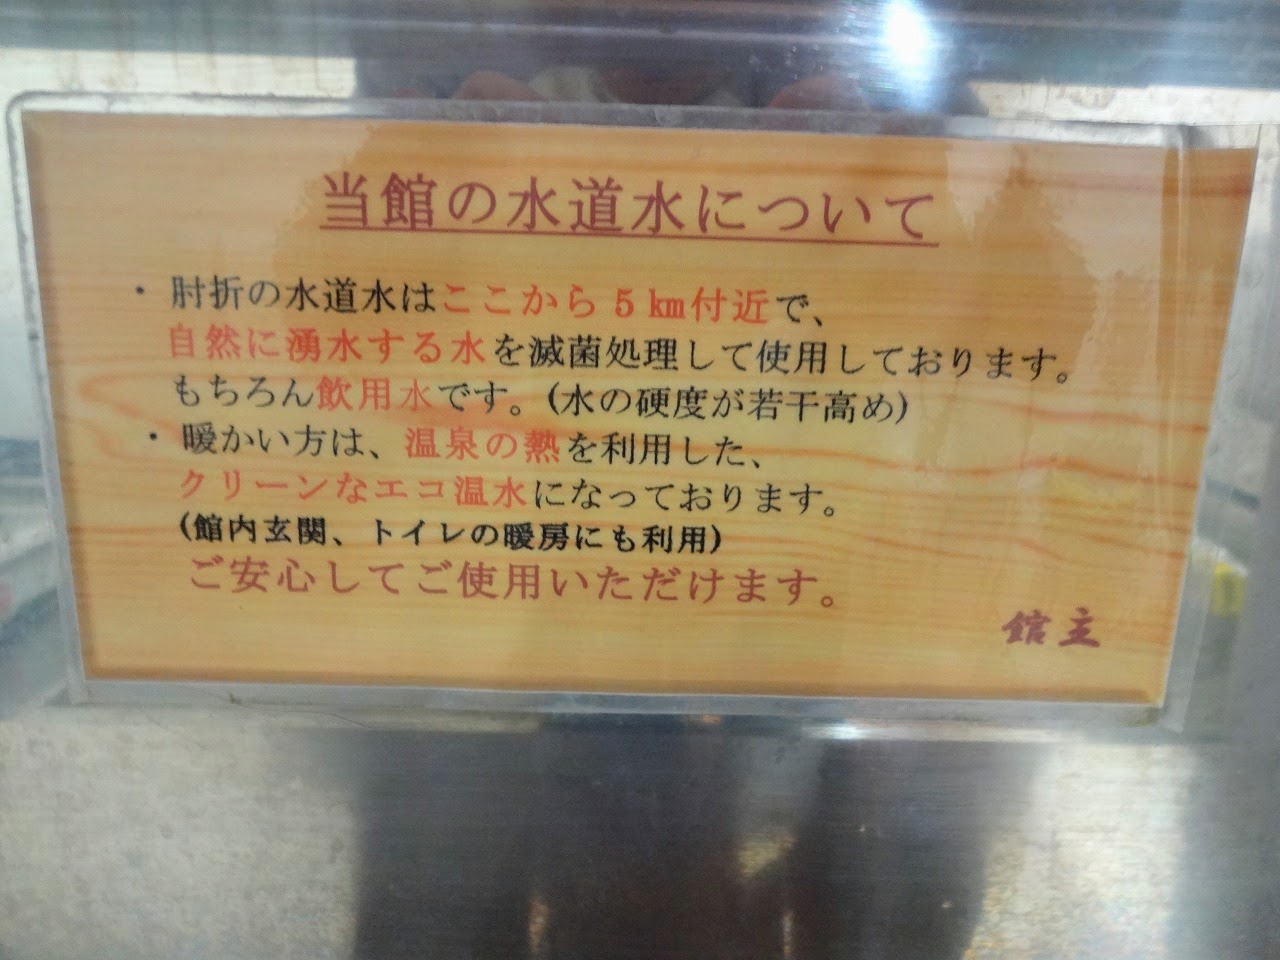 当館の水道水について
・肘折の水道水はここから5㎞付近で、
自然に湧水する水を滅菌処理して使用しております。
もちろん飲用水です。(水の硬度が若干高め)
・暖かい方は、温泉の熱を利用した、
クリーンなエコ温水になっております。
(館内玄関、トイレの暖房にも利用)
ご安心してご使用いただけます。
館主